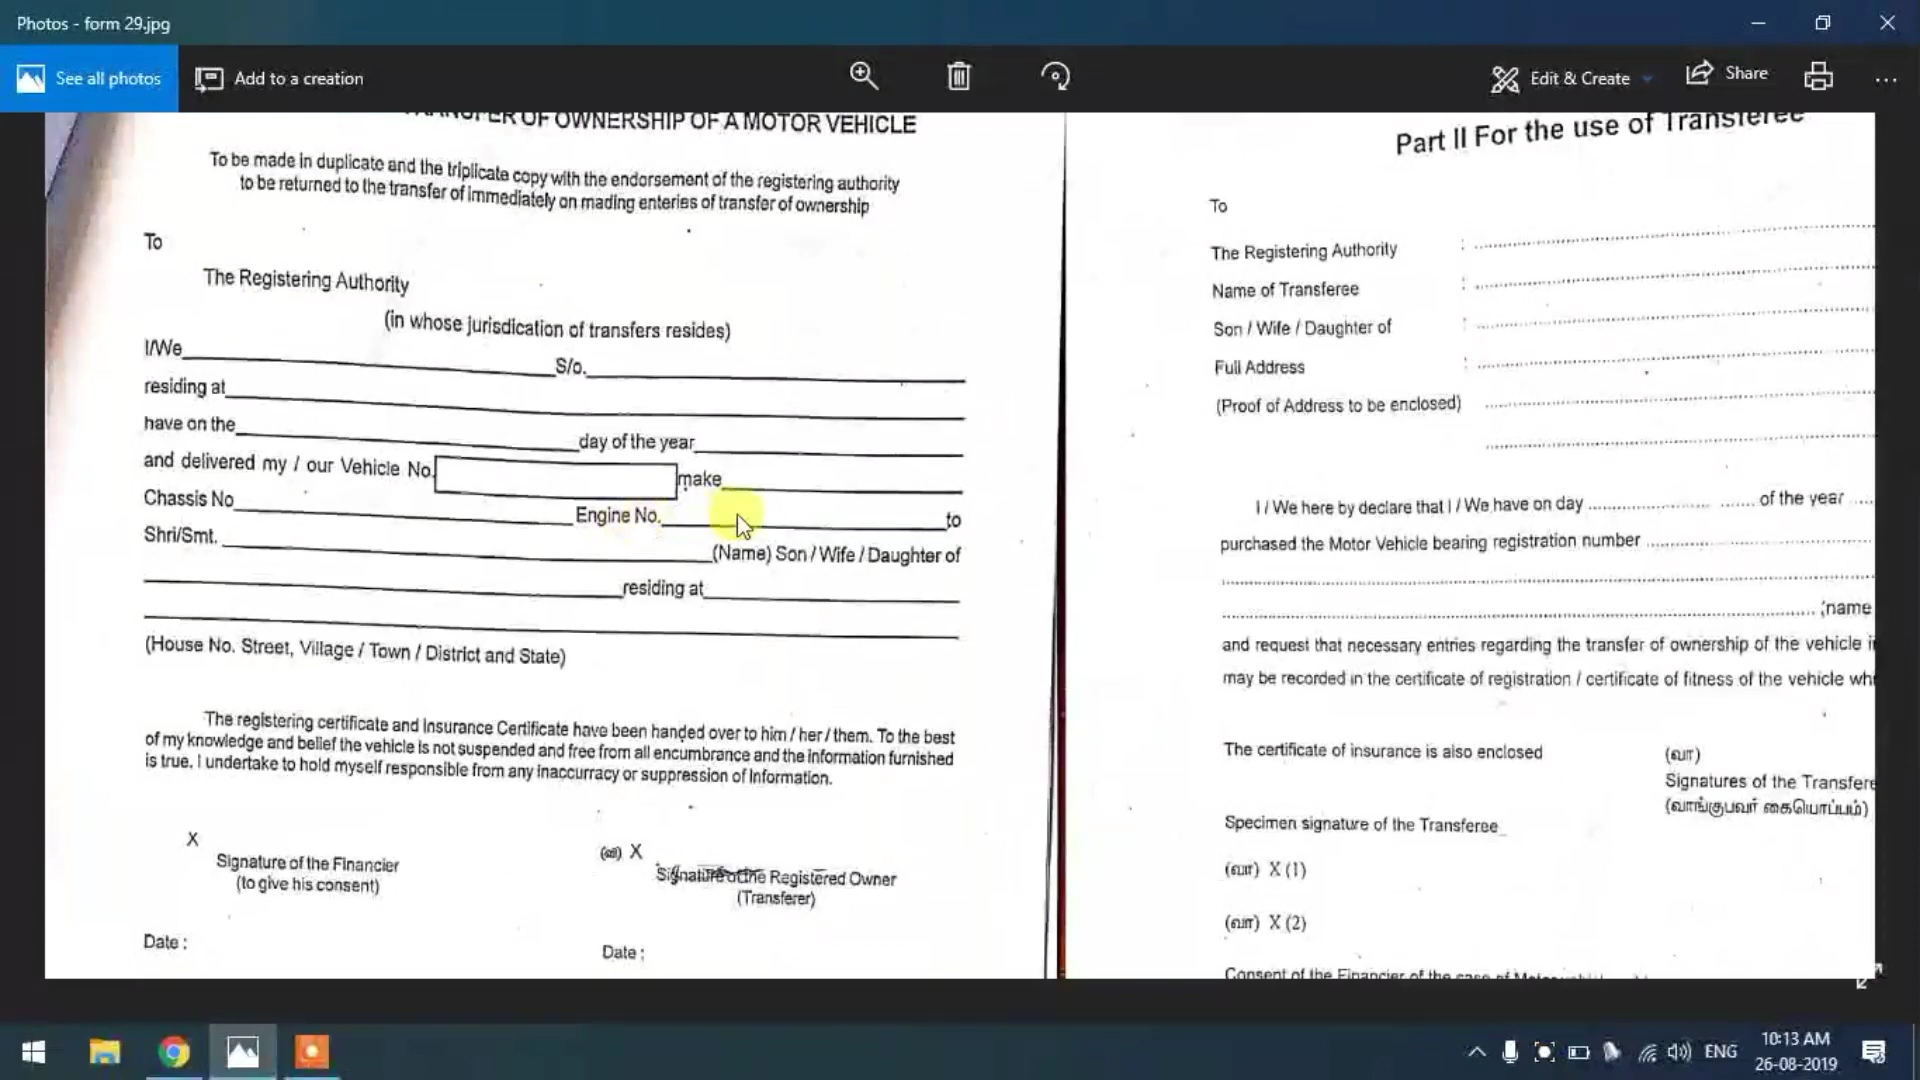 Photos - form 29.jpg
See all photos
Add to a creation
Edit & Create
Share
OF OWNERSHIP OF A MOTOR VEHICLE
To be made in duplicate and the triplicate copy with the endorsement of the registering authority
to be returned to the transfer of immediately on mading enteries of transfer of ownership
To
The Registering Authority
(in whose jurisdication of transfers resides)
I/We S/o.
residing at
have on the day of the year
and delivered my / our Vehicle No. make
Chassis No Engine No. to
Shri/Smt. (Name) Son / Wife / Daughter of
residing at
(House No. Street, Village / Town / District and State)
The registering certificate and Insurance Certificate have been handed over to him / her / them. To the best
of my knowledge and belief the vehicle is not suspended and free from all encumbrance and the information furnished
is true, I undertake to hold myself responsible from any inaccurracy or suppression of Information.
X
Signature of the Financier
(to give his consent)
(வி) X
Signature of the Registered Owner
(Transferer)
Date :
Date :
Part II For the use of Transferee
To
The Registering Authority :
Name of Transferee :
Son / Wife / Daughter of :
Full Address :
(Proof of Address to be enclosed)
I / We here by declare that I / We have on day of the year
purchased the Motor Vehicle bearing registration number
(name
and request that necessary entries regarding the transfer of ownership of the vehicle
may be recorded in the certificate of registration / certificate of fitness of the vehicle
The certificate of insurance is also enclosed
(வா)
Signatures of the Transfere
(வாங்குபவர் கையொப்பம்)
Specimen signature of the Transferee
(வா) X (1)
(வா) X (2)
Consent of the Financier of the case of
ENG
10:13 AM
26-08-2019